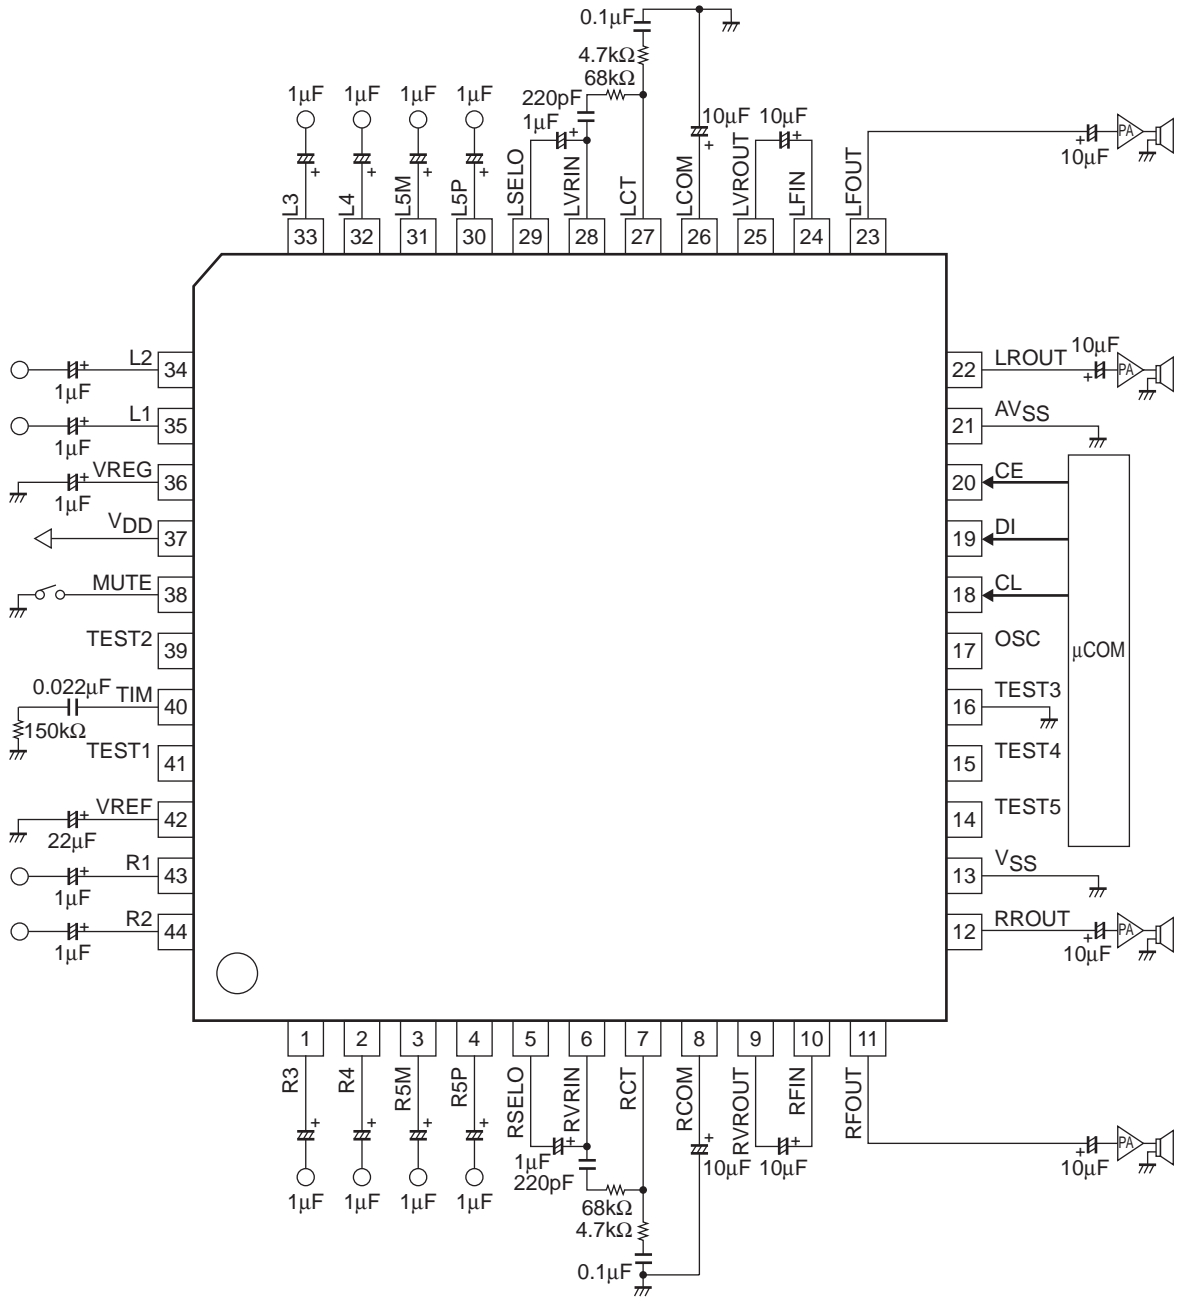 0.1μF
4.7kΩ
68kΩ
1μF 1μF 1μF 1μF
220pF
1μF
10μF 10μF
PA
10μF
L3 L4 L5M L5P LSELO LVRIN LCT LCOM LVROUT LFIN LFOUT
33 32 31 30 29 28 27 26 25 24 23
L2 34
1μF
L1 35
1μF
VREG 36
1μF
VDD 37
MUTE 38
TEST2 39
0.022μF
TIM 40
150kΩ
TEST1 41
VREF 42
22μF
R1 43
1μF
R2 44
1μF
10μF
22 LROUT PA
21 AVSS
20 CE
19 DI
18 CL
17 OSC
μCOM
16 TEST3
15 TEST4
14 TEST5
13 VSS
12 RROUT PA
10μF
1 2 3 4 5 6 7 8 9 10 11
R3 R4 R5M R5P RSELO RVRIN RCT RCOM RVROUT RFIN RFOUT
PA
10μF
1μF
220pF
10μF 10μF
1μF 1μF 1μF 1μF
68kΩ
4.7kΩ
0.1μF